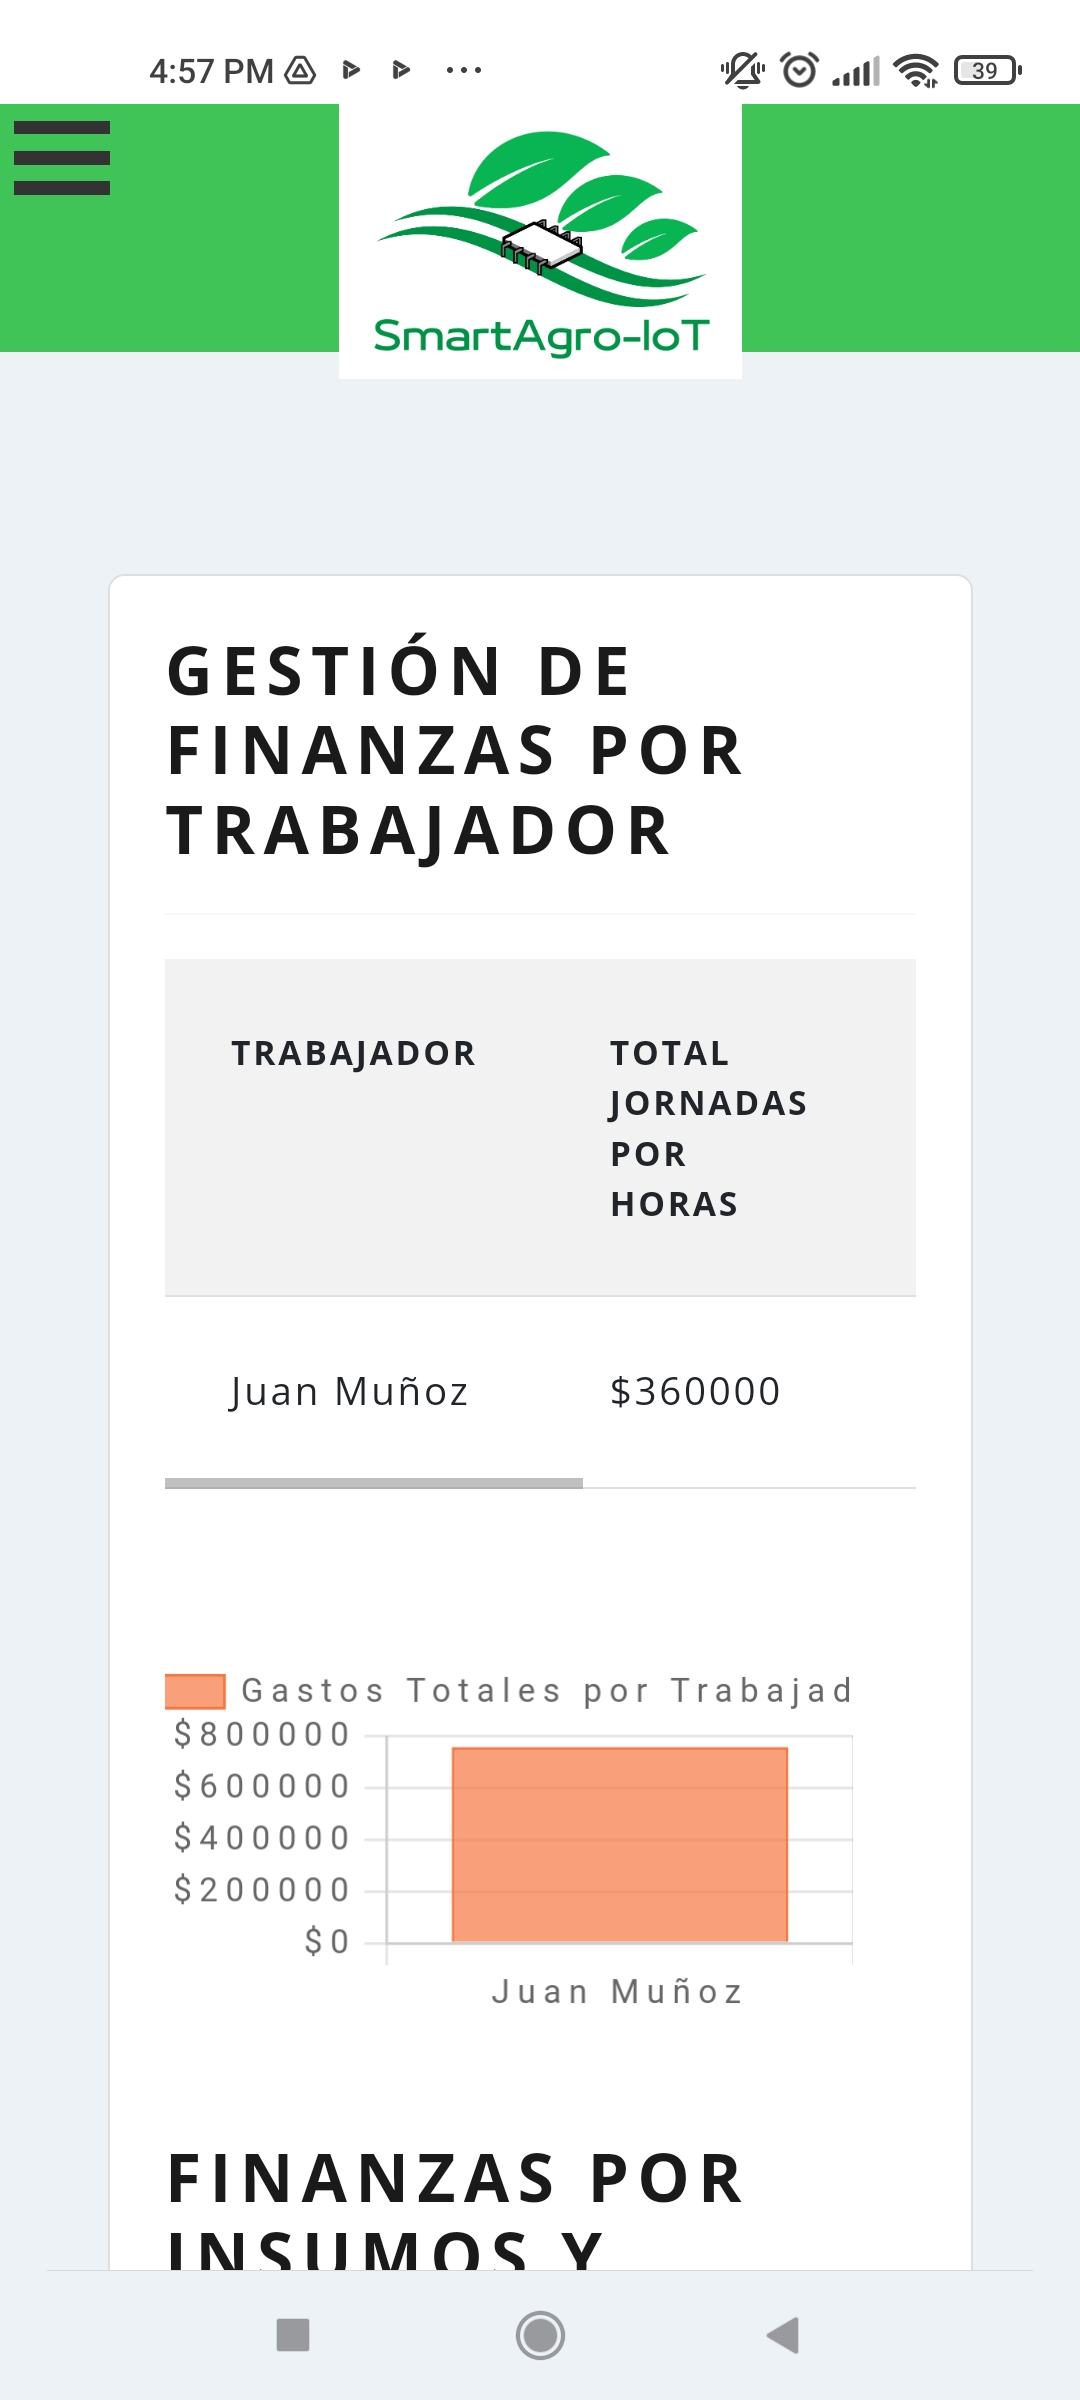 4:57 PM
39
SmartAgro-IoT
GESTIÓN DE
FINANZAS POR
TRABAJADOR
TRABAJADOR
TOTAL
JORNADAS
POR
HORAS
Juan Muñoz
$360000
Gastos Totales por Trabajad
$800000
$600000
$400000
$200000
$0
Juan Muñoz
FINANZAS POR
INSUMOS Y